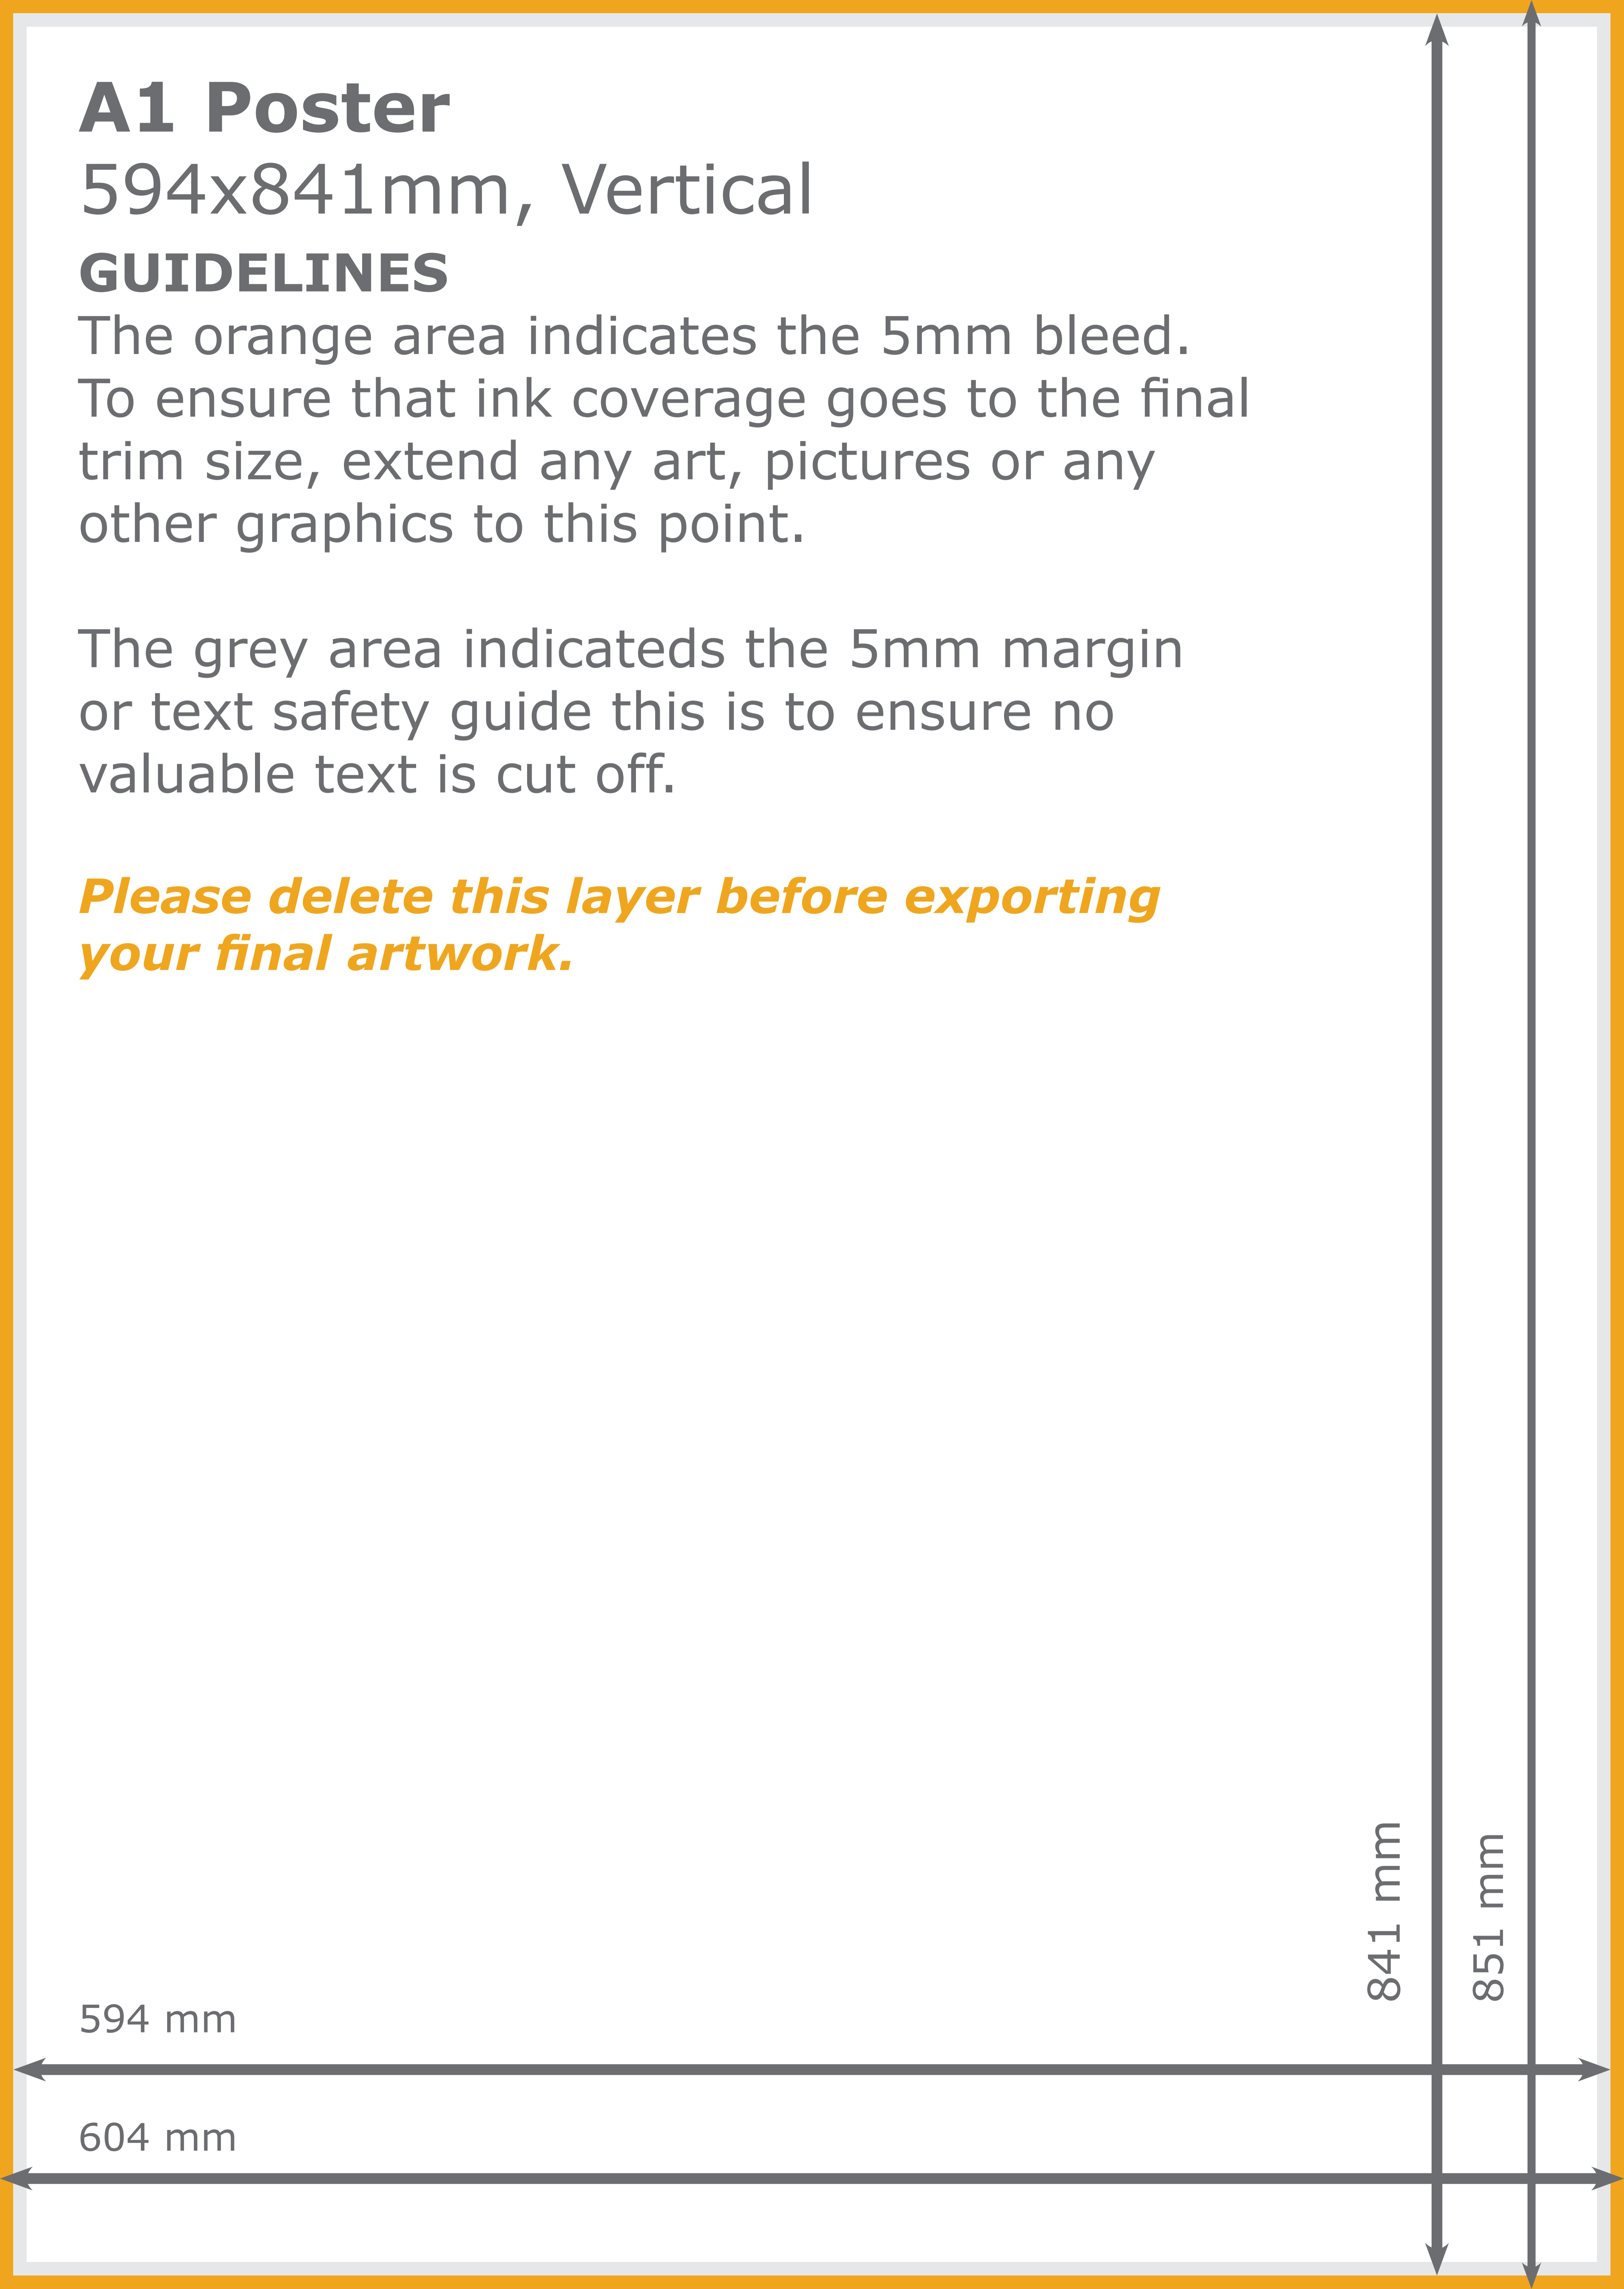 A1 Poster
594x841mm, Vertical
GUIDELINES
The orange area indicates the 5mm bleed.
To ensure that ink coverage goes to the final
trim size, extend any art, pictures or any
other graphics to this point.
The grey area indicateds the 5mm margin
or text safety guide this is to ensure no
valuable text is cut off.
Please delete this layer before exporting
your final artwork.
841 mm
851 mm
594 mm
604 mm